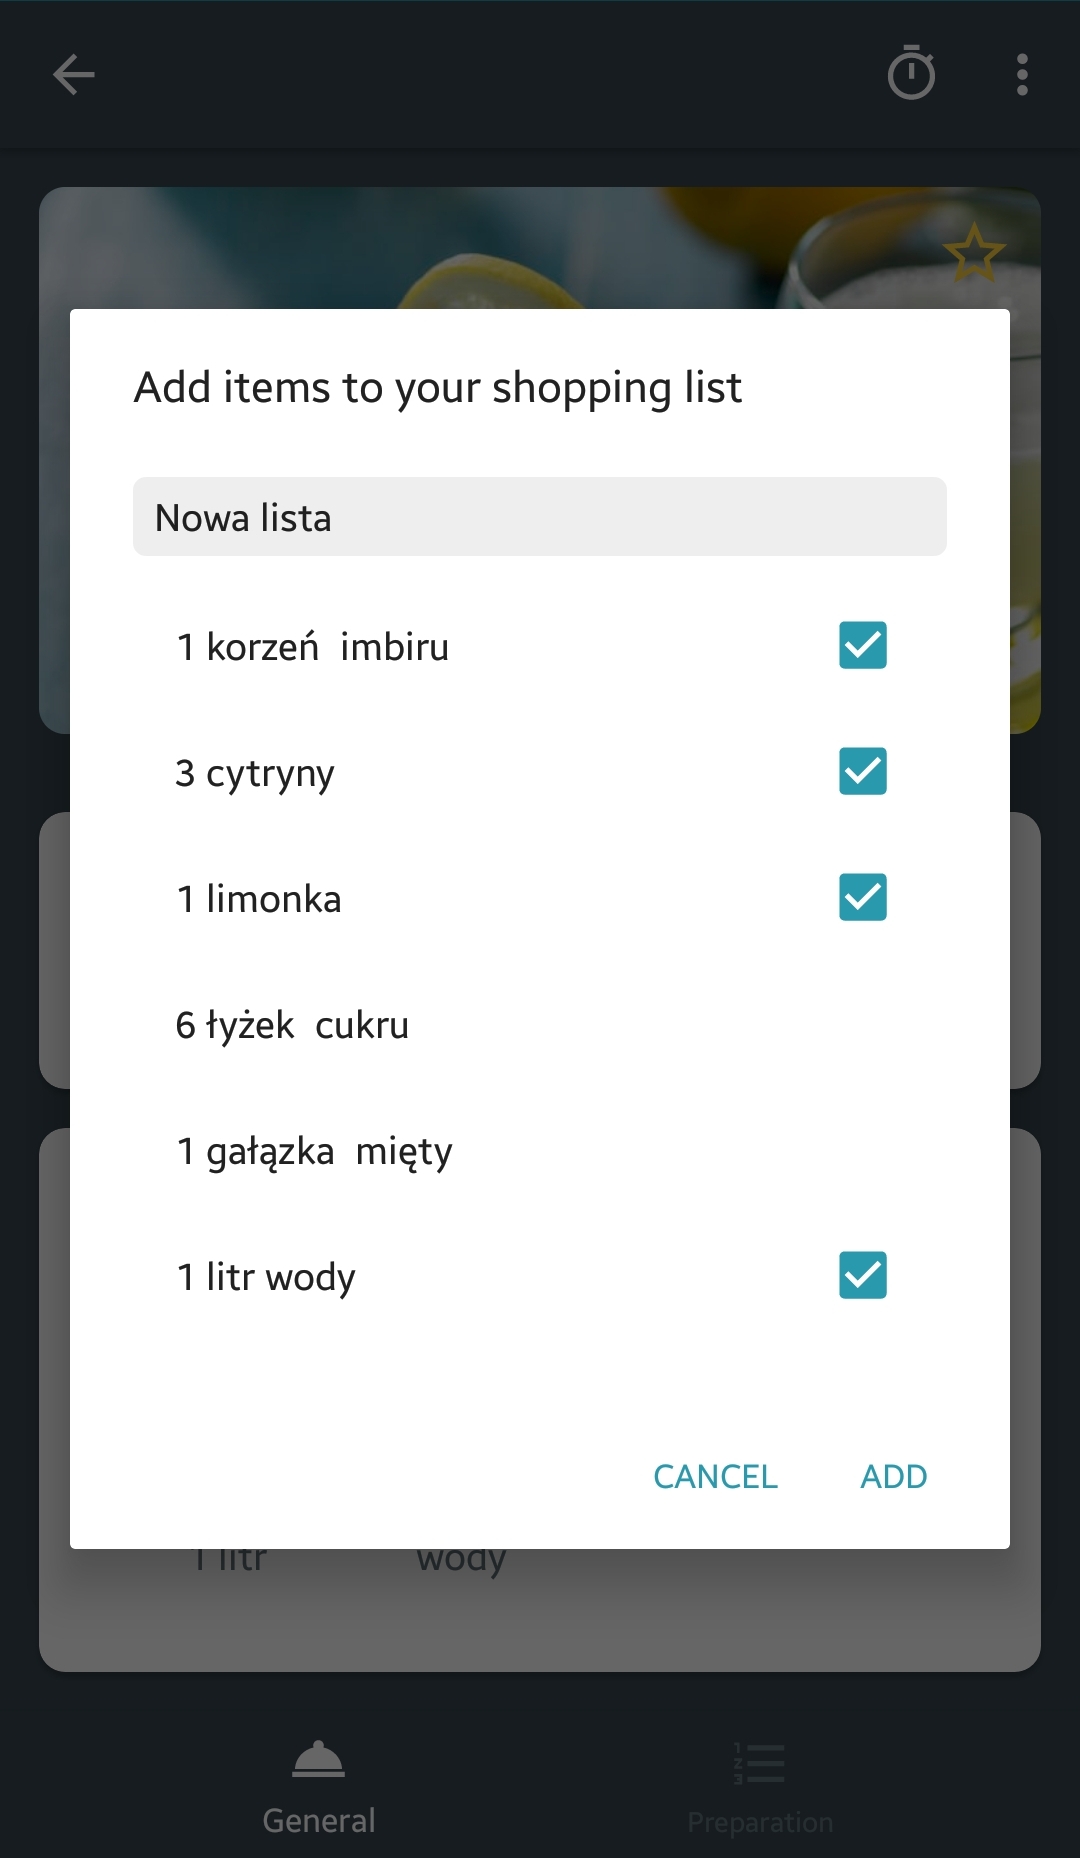 Add items to your shopping list
Nowa lista
1 korzeń imbiru
3 cytryny
1 limonka
6 łyżek cukru
1 gałązka mięty
1 litr wody
CANCEL ADD
1 litr wody
General Preparation